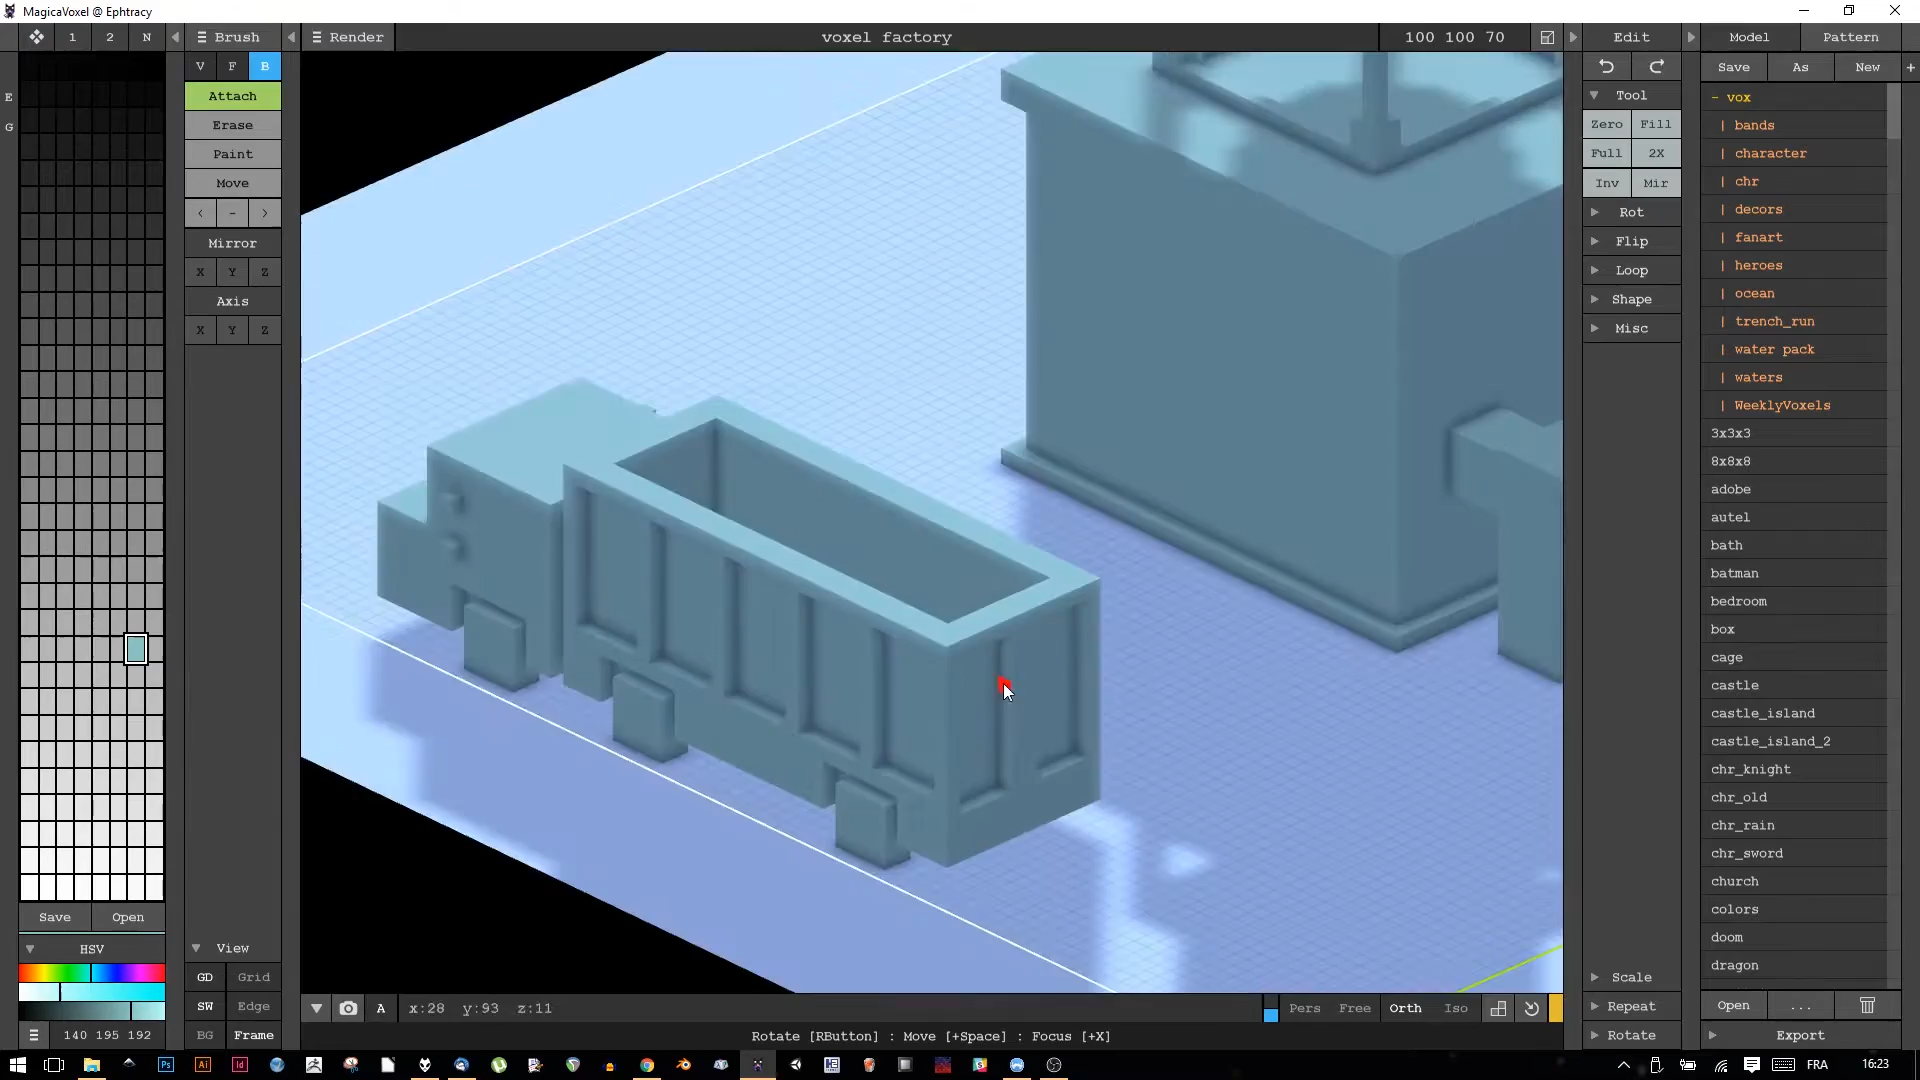 MagicaVoxel @ Ephtracy
1 2 N
Brush
Render
voxel factory
100 100 70
Edit
Model
Pattern
V F B
Save As New +
E
G
Attach
Erase
Paint
Move
< - >
Mirror
X Y Z
Axis
X Y Z
Tool
Zero Fill
Full 2X
Inv Mir
Rot
Flip
Loop
Shape
Misc
- vox
| bands
| character
| chr
| decors
| fanart
| heroes
| ocean
| trench_run
| water pack
| waters
| WeeklyVoxels
3x3x3
8x8x8
adobe
autel
bath
batman
bedroom
box
cage
castle
castle_island
castle_island_2
chr_knight
chr_old
chr_rain
chr_sword
church
colors
doom
dragon
Save Open
HSV
140 195 192
View
GD Grid
SW Edge
BG Frame
A x:28 y:93 z:11
Pers Free Orth Iso
Rotate [RButton] : Move [+Space] : Focus [+X]
Scale
Repeat
Rotate
Open ...
Export
Ps Ai Id
FRA 16:23